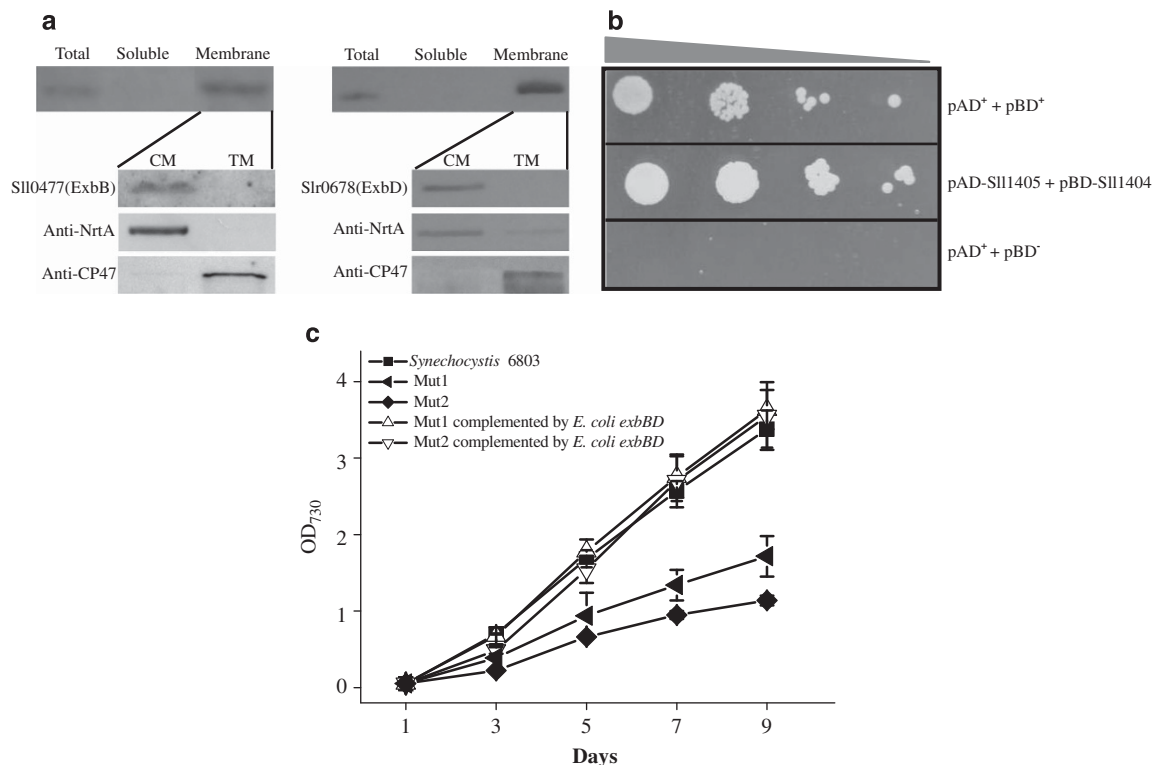 a
Total Soluble Membrane
CM TM
Sll0477(ExbB)
Anti-NrtA
Anti-CP47
Total Soluble Membrane
CM TM
Slr0678(ExbD)
Anti-NrtA
Anti-CP47
b
pAD+ + pBD+
pAD-Sll1405 + pBD-Sll1404
pAD+ + pBD-
c
Synechocystis 6803
Mut1
Mut2
Mut1 complemented by E. coli exbBD
Mut2 complemented by E. coli exbBD
OD730
4
3
2
1
0
1 3 5 7 9
Days